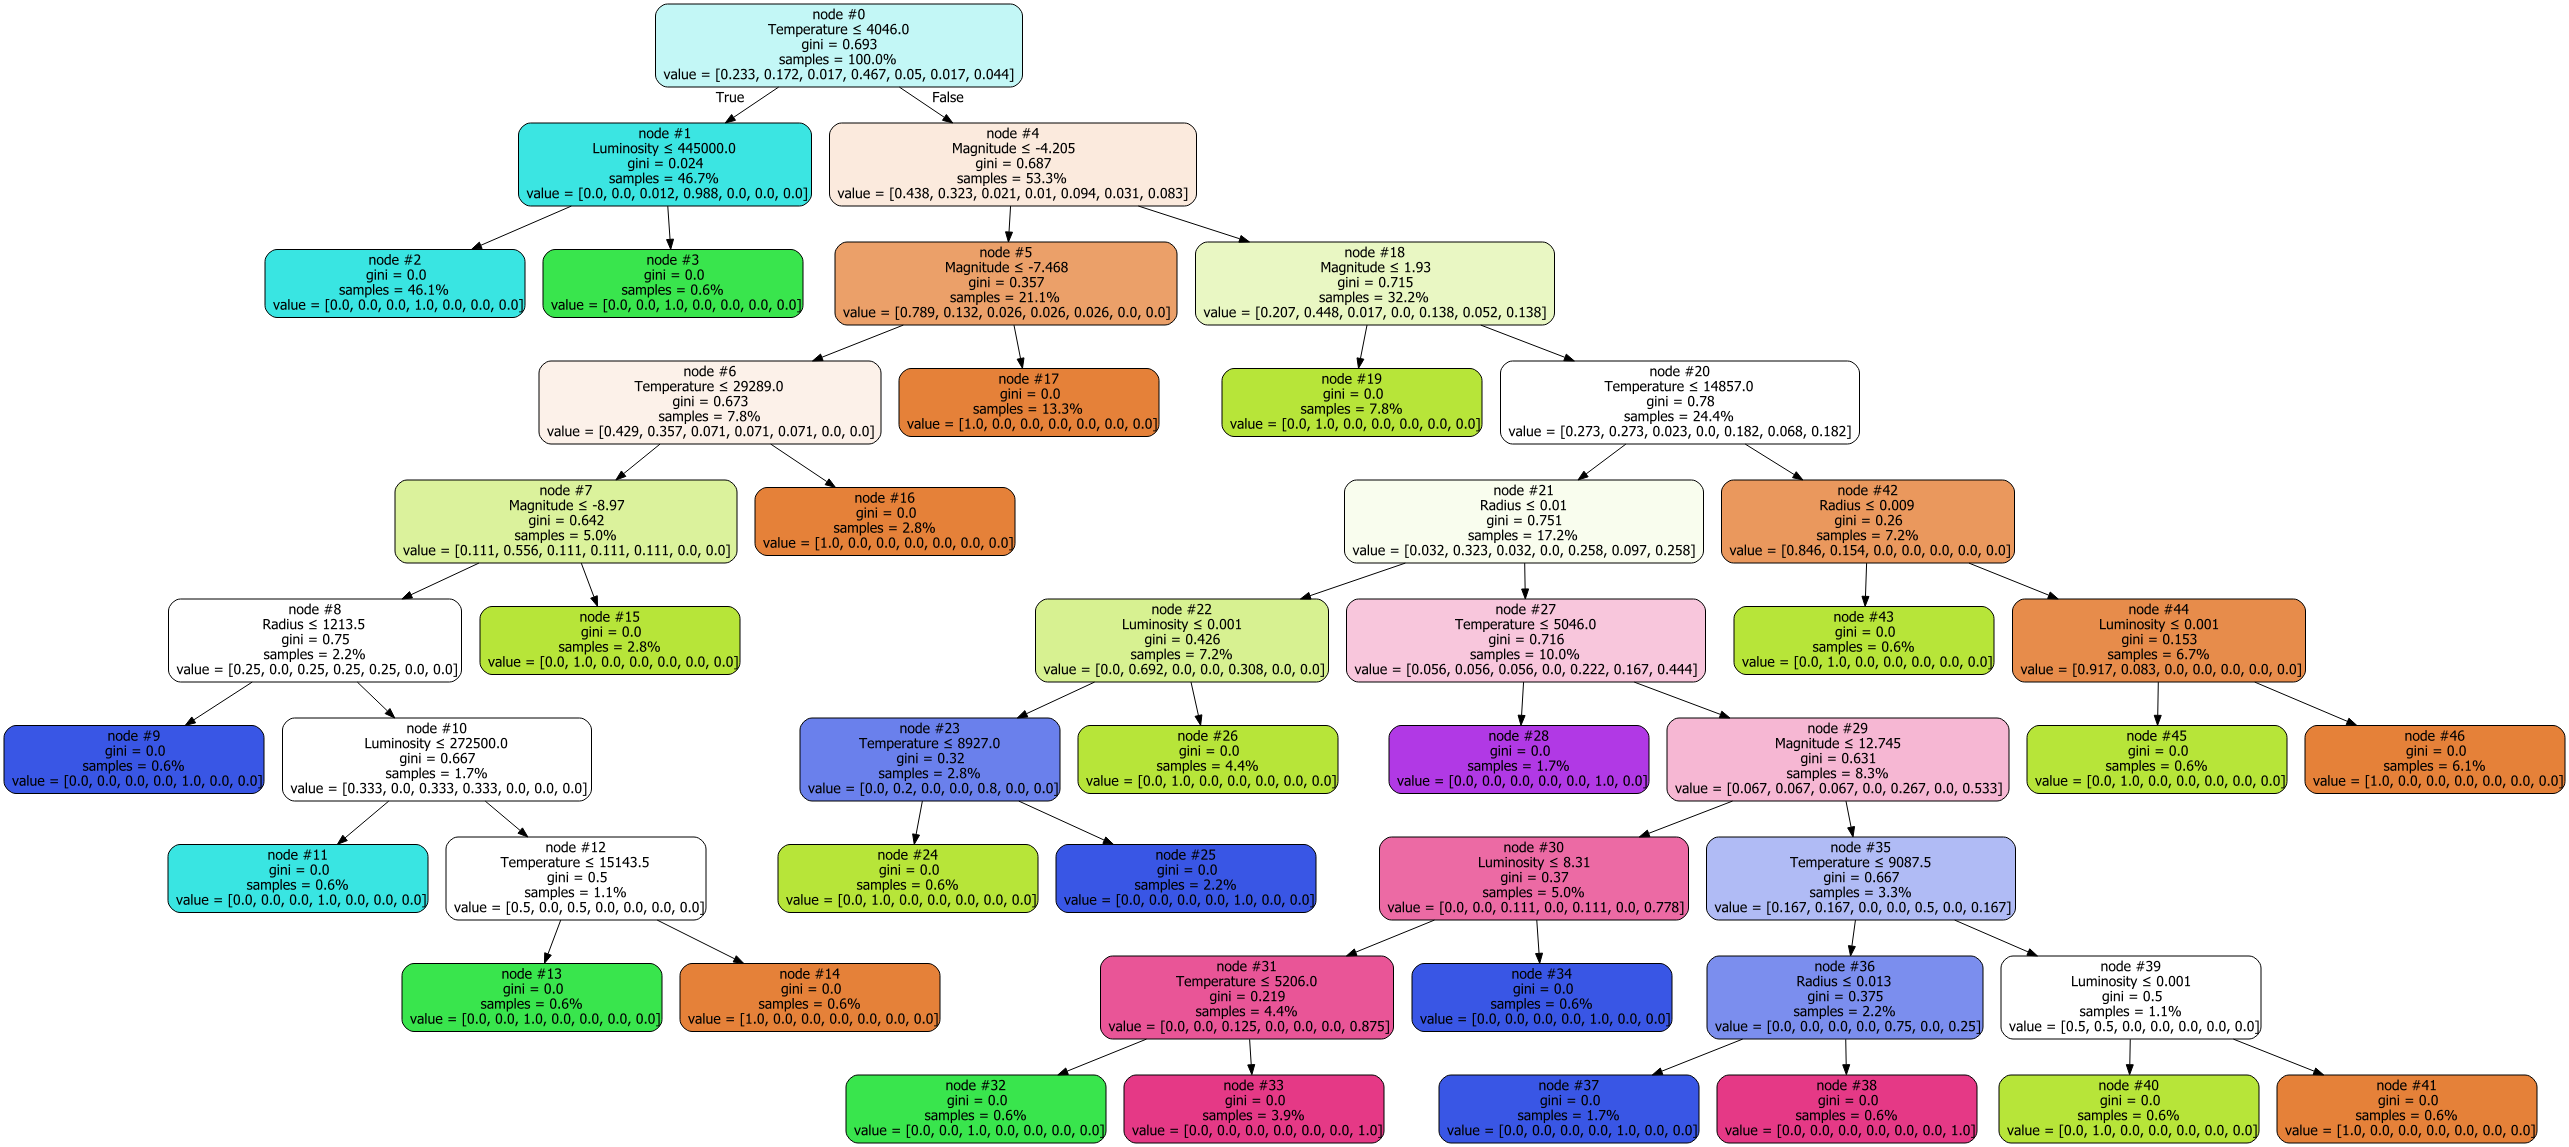 node #0
Temperature ≤ 4046.0
gini = 0.693
samples = 100.0%
value = [0.233, 0.172, 0.017, 0.467, 0.05, 0.017, 0.044]
True
False
node #1
Luminosity ≤ 445000.0
gini = 0.024
samples = 46.7%
value = [0.0, 0.0, 0.012, 0.988, 0.0, 0.0, 0.0]
node #4
Magnitude ≤ -4.205
gini = 0.687
samples = 53.3%
value = [0.438, 0.323, 0.021, 0.01, 0.094, 0.031, 0.083]
node #2
gini = 0.0
samples = 46.1%
value = [0.0, 0.0, 0.0, 1.0, 0.0, 0.0, 0.0]
node #3
gini = 0.0
samples = 0.6%
value = [0.0, 0.0, 1.0, 0.0, 0.0, 0.0, 0.0]
node #5
Magnitude ≤ -7.468
gini = 0.357
samples = 21.1%
value = [0.789, 0.132, 0.026, 0.026, 0.026, 0.0, 0.0]
node #18
Magnitude ≤ 1.93
gini = 0.715
samples = 32.2%
value = [0.207, 0.448, 0.017, 0.0, 0.138, 0.052, 0.138]
node #6
Temperature ≤ 29289.0
gini = 0.673
samples = 7.8%
value = [0.429, 0.357, 0.071, 0.071, 0.071, 0.0, 0.0]
node #17
gini = 0.0
samples = 13.3%
value = [1.0, 0.0, 0.0, 0.0, 0.0, 0.0, 0.0]
node #19
gini = 0.0
samples = 7.8%
value = [0.0, 1.0, 0.0, 0.0, 0.0, 0.0, 0.0]
node #20
Temperature ≤ 14857.0
gini = 0.78
samples = 24.4%
value = [0.273, 0.273, 0.023, 0.0, 0.182, 0.068, 0.182]
node #7
Magnitude ≤ -8.97
gini = 0.642
samples = 5.0%
value = [0.111, 0.556, 0.111, 0.111, 0.111, 0.0, 0.0]
node #16
gini = 0.0
samples = 2.8%
value = [1.0, 0.0, 0.0, 0.0, 0.0, 0.0, 0.0]
node #21
Radius ≤ 0.01
gini = 0.751
samples = 17.2%
value = [0.032, 0.323, 0.032, 0.0, 0.258, 0.097, 0.258]
node #42
Radius ≤ 0.009
gini = 0.26
samples = 7.2%
value = [0.846, 0.154, 0.0, 0.0, 0.0, 0.0, 0.0]
node #8
Radius ≤ 1213.5
gini = 0.75
samples = 2.2%
value = [0.25, 0.0, 0.25, 0.25, 0.25, 0.0, 0.0]
node #15
gini = 0.0
samples = 2.8%
value = [0.0, 1.0, 0.0, 0.0, 0.0, 0.0, 0.0]
node #22
Luminosity ≤ 0.001
gini = 0.426
samples = 7.2%
value = [0.0, 0.692, 0.0, 0.0, 0.308, 0.0, 0.0]
node #27
Temperature ≤ 5046.0
gini = 0.716
samples = 10.0%
value = [0.056, 0.056, 0.056, 0.0, 0.222, 0.167, 0.444]
node #43
gini = 0.0
samples = 0.6%
value = [0.0, 1.0, 0.0, 0.0, 0.0, 0.0, 0.0]
node #44
Luminosity ≤ 0.001
gini = 0.153
samples = 6.7%
value = [0.917, 0.083, 0.0, 0.0, 0.0, 0.0, 0.0]
node #9
gini = 0.0
samples = 0.6%
value = [0.0, 0.0, 0.0, 0.0, 1.0, 0.0, 0.0]
node #10
Luminosity ≤ 272500.0
gini = 0.667
samples = 1.7%
value = [0.333, 0.0, 0.333, 0.333, 0.0, 0.0, 0.0]
node #23
Temperature ≤ 8927.0
gini = 0.32
samples = 2.8%
value = [0.0, 0.2, 0.0, 0.0, 0.8, 0.0, 0.0]
node #26
gini = 0.0
samples = 4.4%
value = [0.0, 1.0, 0.0, 0.0, 0.0, 0.0, 0.0]
node #28
gini = 0.0
samples = 1.7%
value = [0.0, 0.0, 0.0, 0.0, 0.0, 1.0, 0.0]
node #29
Magnitude ≤ 12.745
gini = 0.631
samples = 8.3%
value = [0.067, 0.067, 0.067, 0.0, 0.267, 0.0, 0.533]
node #45
gini = 0.0
samples = 0.6%
value = [0.0, 1.0, 0.0, 0.0, 0.0, 0.0, 0.0]
node #46
gini = 0.0
samples = 6.1%
value = [1.0, 0.0, 0.0, 0.0, 0.0, 0.0, 0.0]
node #11
gini = 0.0
samples = 0.6%
value = [0.0, 0.0, 0.0, 1.0, 0.0, 0.0, 0.0]
node #12
Temperature ≤ 15143.5
gini = 0.5
samples = 1.1%
value = [0.5, 0.0, 0.5, 0.0, 0.0, 0.0, 0.0]
node #24
gini = 0.0
samples = 0.6%
value = [0.0, 1.0, 0.0, 0.0, 0.0, 0.0, 0.0]
node #25
gini = 0.0
samples = 2.2%
value = [0.0, 0.0, 0.0, 0.0, 1.0, 0.0, 0.0]
node #30
Luminosity ≤ 8.31
gini = 0.37
samples = 5.0%
value = [0.0, 0.0, 0.111, 0.0, 0.111, 0.0, 0.778]
node #35
Temperature ≤ 9087.5
gini = 0.667
samples = 3.3%
value = [0.167, 0.167, 0.0, 0.0, 0.5, 0.0, 0.167]
node #13
gini = 0.0
samples = 0.6%
value = [0.0, 0.0, 1.0, 0.0, 0.0, 0.0, 0.0]
node #14
gini = 0.0
samples = 0.6%
value = [1.0, 0.0, 0.0, 0.0, 0.0, 0.0, 0.0]
node #31
Temperature ≤ 5206.0
gini = 0.219
samples = 4.4%
value = [0.0, 0.0, 0.125, 0.0, 0.0, 0.0, 0.875]
node #34
gini = 0.0
samples = 0.6%
value = [0.0, 0.0, 0.0, 0.0, 1.0, 0.0, 0.0]
node #36
Radius ≤ 0.013
gini = 0.375
samples = 2.2%
value = [0.0, 0.0, 0.0, 0.0, 0.75, 0.0, 0.25]
node #39
Luminosity ≤ 0.001
gini = 0.5
samples = 1.1%
value = [0.5, 0.5, 0.0, 0.0, 0.0, 0.0, 0.0]
node #32
gini = 0.0
samples = 0.6%
value = [0.0, 0.0, 1.0, 0.0, 0.0, 0.0, 0.0]
node #33
gini = 0.0
samples = 3.9%
value = [0.0, 0.0, 0.0, 0.0, 0.0, 0.0, 1.0]
node #37
gini = 0.0
samples = 1.7%
value = [0.0, 0.0, 0.0, 0.0, 1.0, 0.0, 0.0]
node #38
gini = 0.0
samples = 0.6%
value = [0.0, 0.0, 0.0, 0.0, 0.0, 0.0, 1.0]
node #40
gini = 0.0
samples = 0.6%
value = [0.0, 1.0, 0.0, 0.0, 0.0, 0.0, 0.0]
node #41
gini = 0.0
samples = 0.6%
value = [1.0, 0.0, 0.0, 0.0, 0.0, 0.0, 0.0]